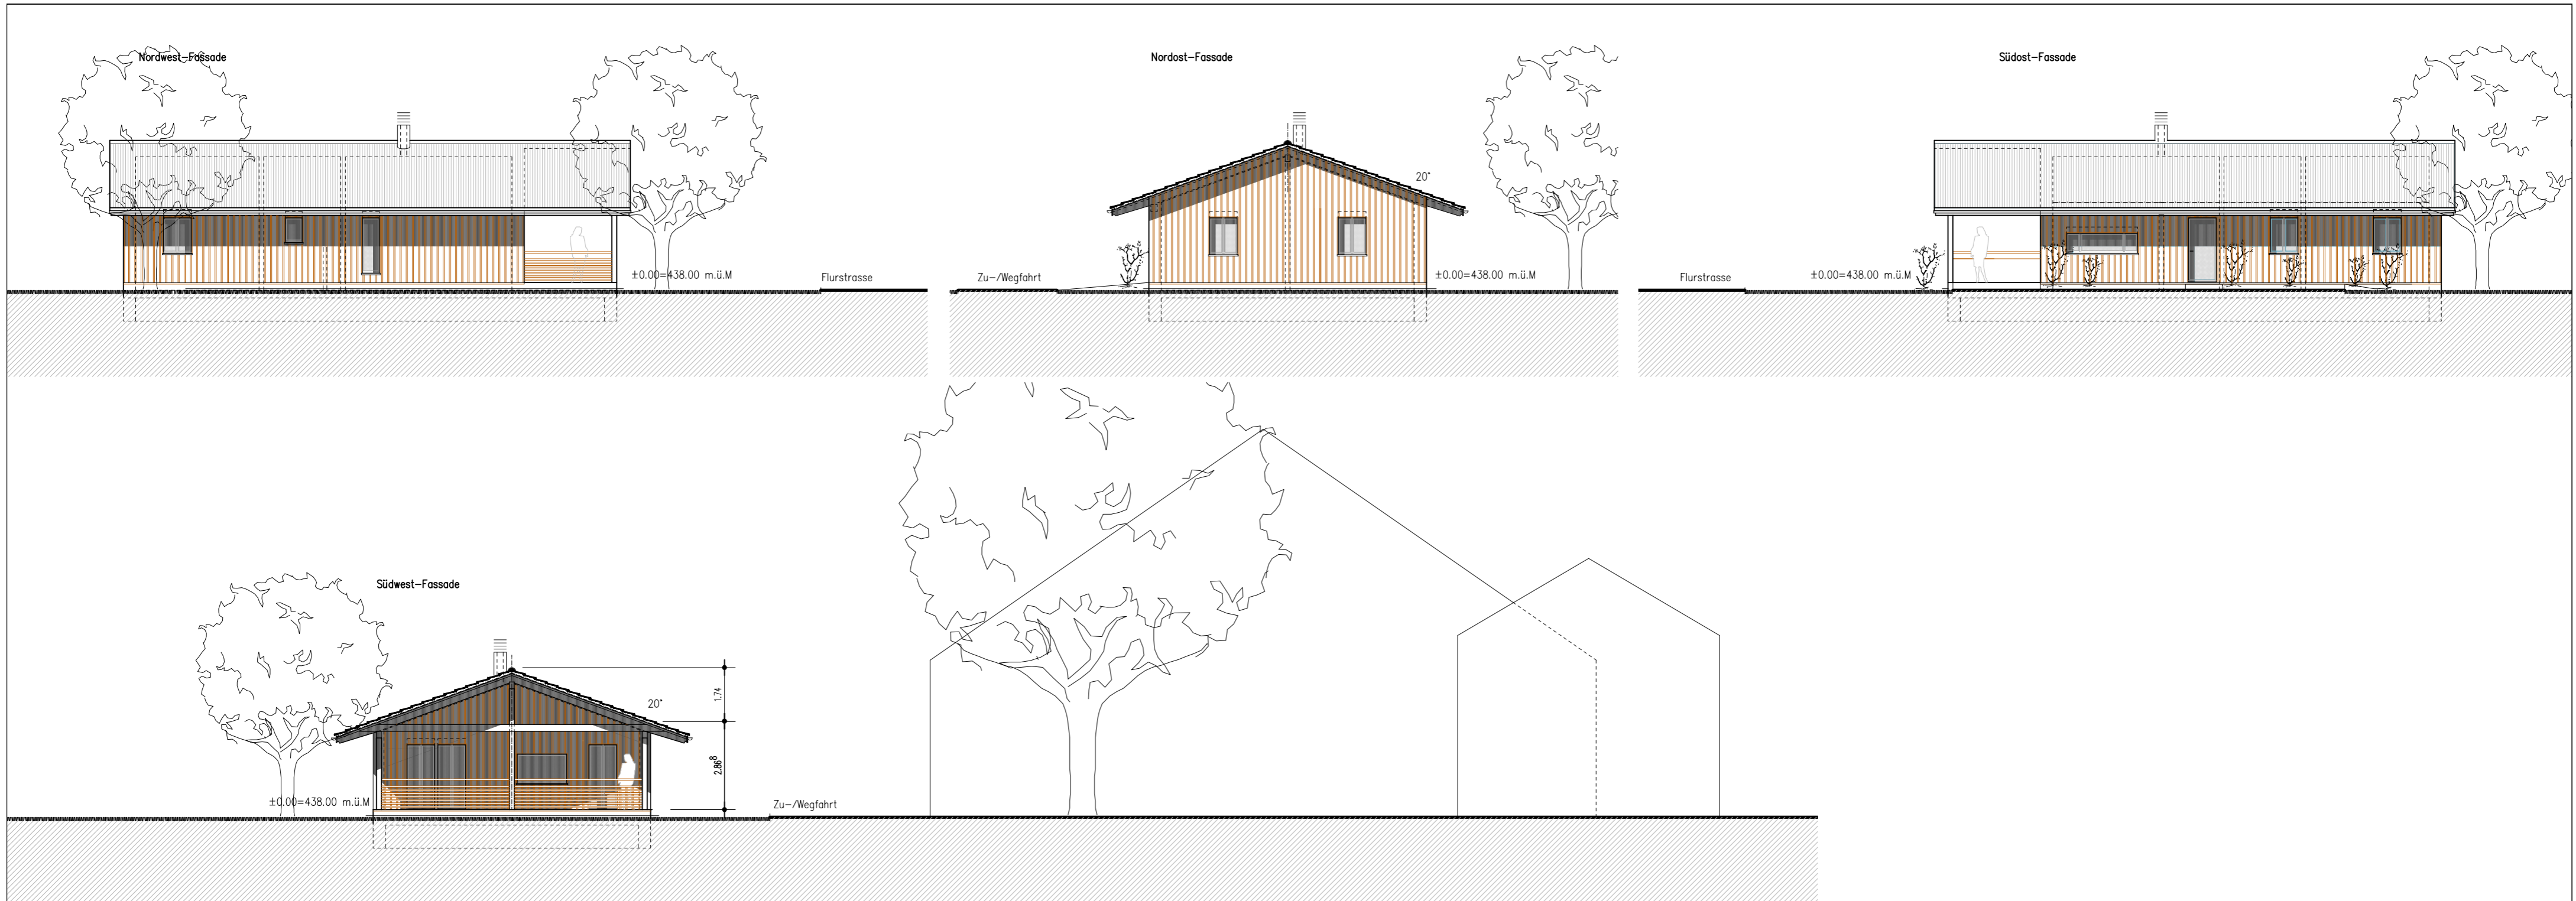 Nordwest-Fassade
Nordost-Fassade
Südost-Fassade
20°
±0.00=438.00 m.ü.M
Flurstrasse
Zu-/Wegfahrt
±0.00=438.00 m.ü.M
Flurstrasse
±0.00=438.00 m.ü.M
Südwest-Fassade
20°
1.74
2.86⁸
±0.00=438.00 m.ü.M
Zu-/Wegfahrt